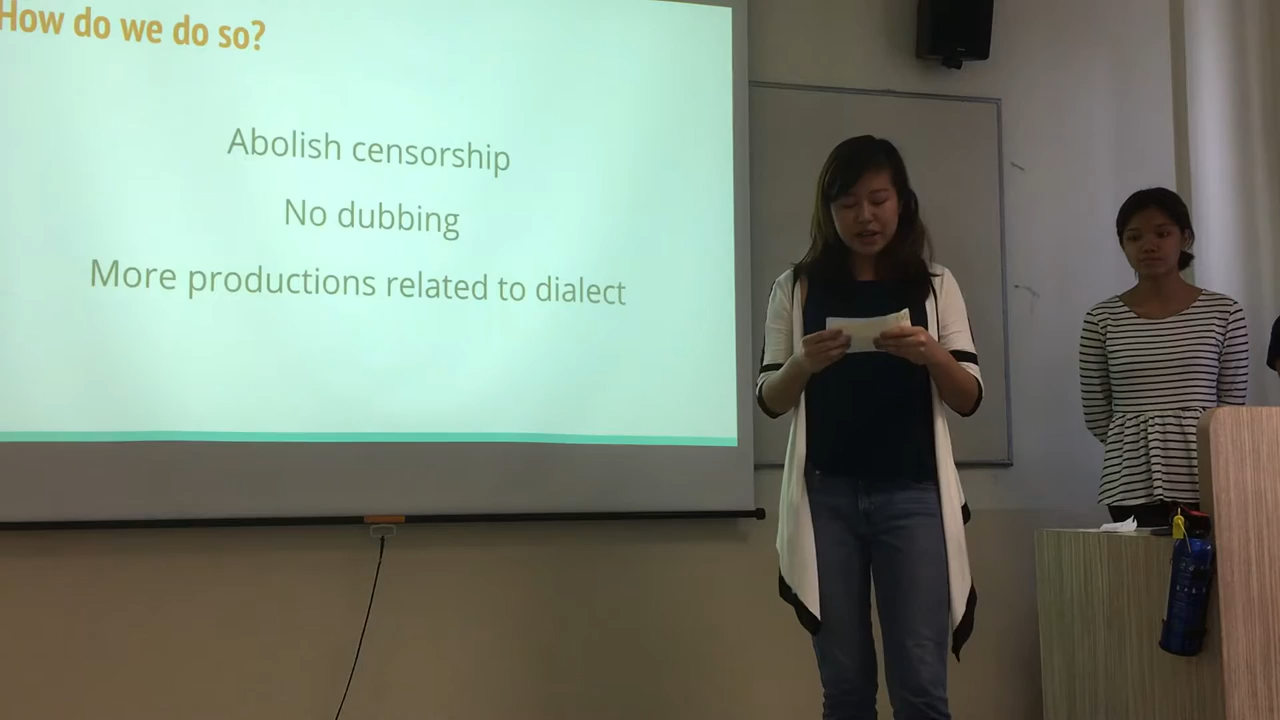 How do we do so?
Abolish censorship
No dubbing
More productions related to dialect